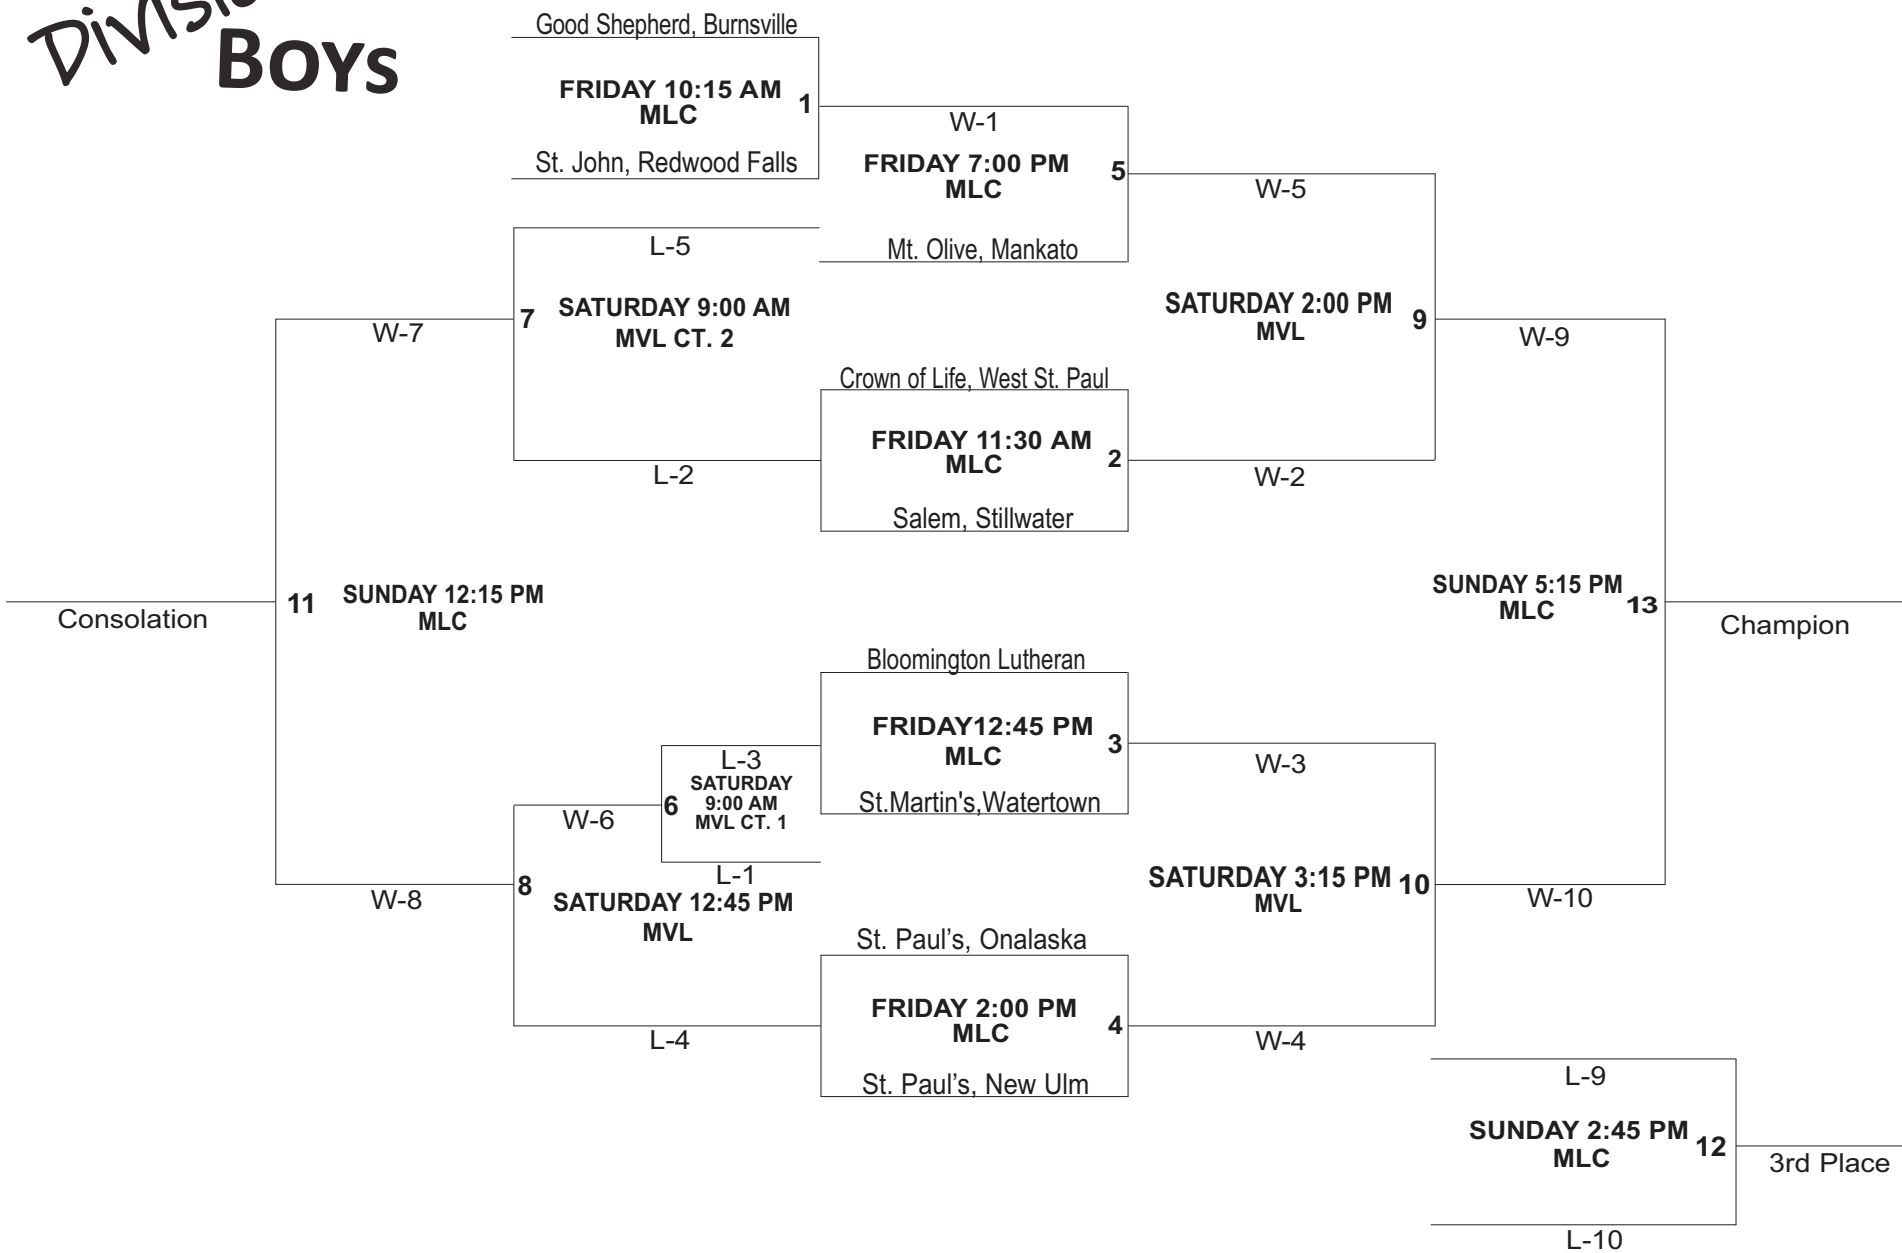 BOYS
Good Shepherd, Burnsville
FRIDAY 10:15 AM
MLC
1
St. John, Redwood Falls
W-1
FRIDAY 7:00 PM
MLC
5
Mt. Olive, Mankato
W-5
L-5
SATURDAY 9:00 AM
MVL CT. 2
7
W-7
SATURDAY 2:00 PM
MVL
9
W-9
Crown of Life, West St. Paul
FRIDAY 11:30 AM
MLC
2
Salem, Stillwater
L-2
W-2
Consolation
11
SUNDAY 12:15 PM
MLC
SUNDAY 5:15 PM
MLC
13
Champion
Bloomington Lutheran
FRIDAY12:45 PM
MLC
3
St.Martin's,Watertown
W-3
L-3
SATURDAY
9:00 AM
MVL CT. 1
6
L-1
W-6
8
SATURDAY 12:45 PM
MVL
W-8
SATURDAY 3:15 PM
MVL
10
W-10
St. Paul’s, Onalaska
FRIDAY 2:00 PM
MLC
4
St. Paul’s, New Ulm
L-4
W-4
L-9
SUNDAY 2:45 PM
MLC
12
3rd Place
L-10